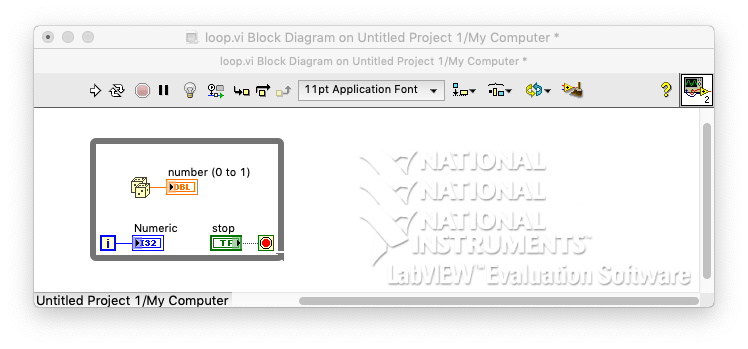 loop.vi Block Diagram on Untitled Project 1/My Computer *
loop.vi Block Diagram on Untitled Project 1/My Computer *
11pt Application Font
?
2
number (0 to 1)
DBL
Numeric
stop
i
I32
TF
NATIONAL
NATIONAL
NATIONAL
INSTRUMENTS™
LabVIEW™ Evaluation Software
Untitled Project 1/My Computer